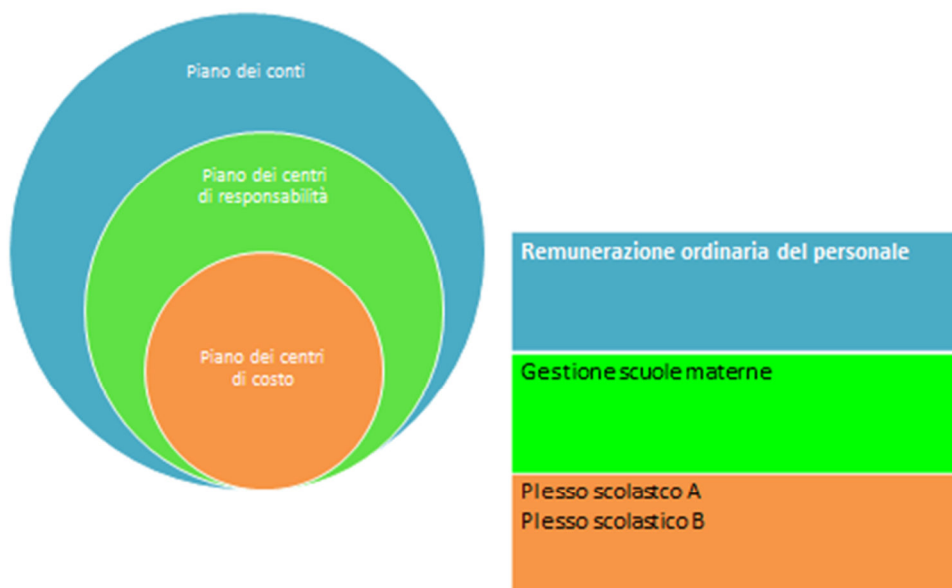 Piano dei conti
Piano dei centri
di responsabilità
Piano dei centri
di costo
Remunerazione ordinaria del personale
Gestione scuole materne
Plesso scolastco A
Plesso scolastico B